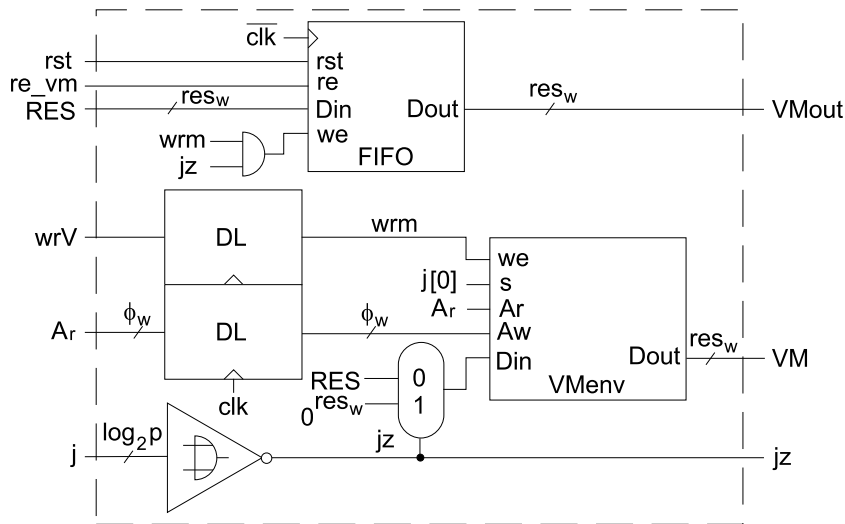 clk
rst
rst
re_vm
re
RES
res_w
Din
Dout
res_w
VMout
wrm
we
jz
FIFO
wrV
DL
wrm
we
j[0]
s
A_r
Ar
A_r
ϕ_w
DL
ϕ_w
Aw
Din
Dout
res_w
VM
VMenv
RES
0
0^res_w
1
clk
jz
j
log_2p
jz